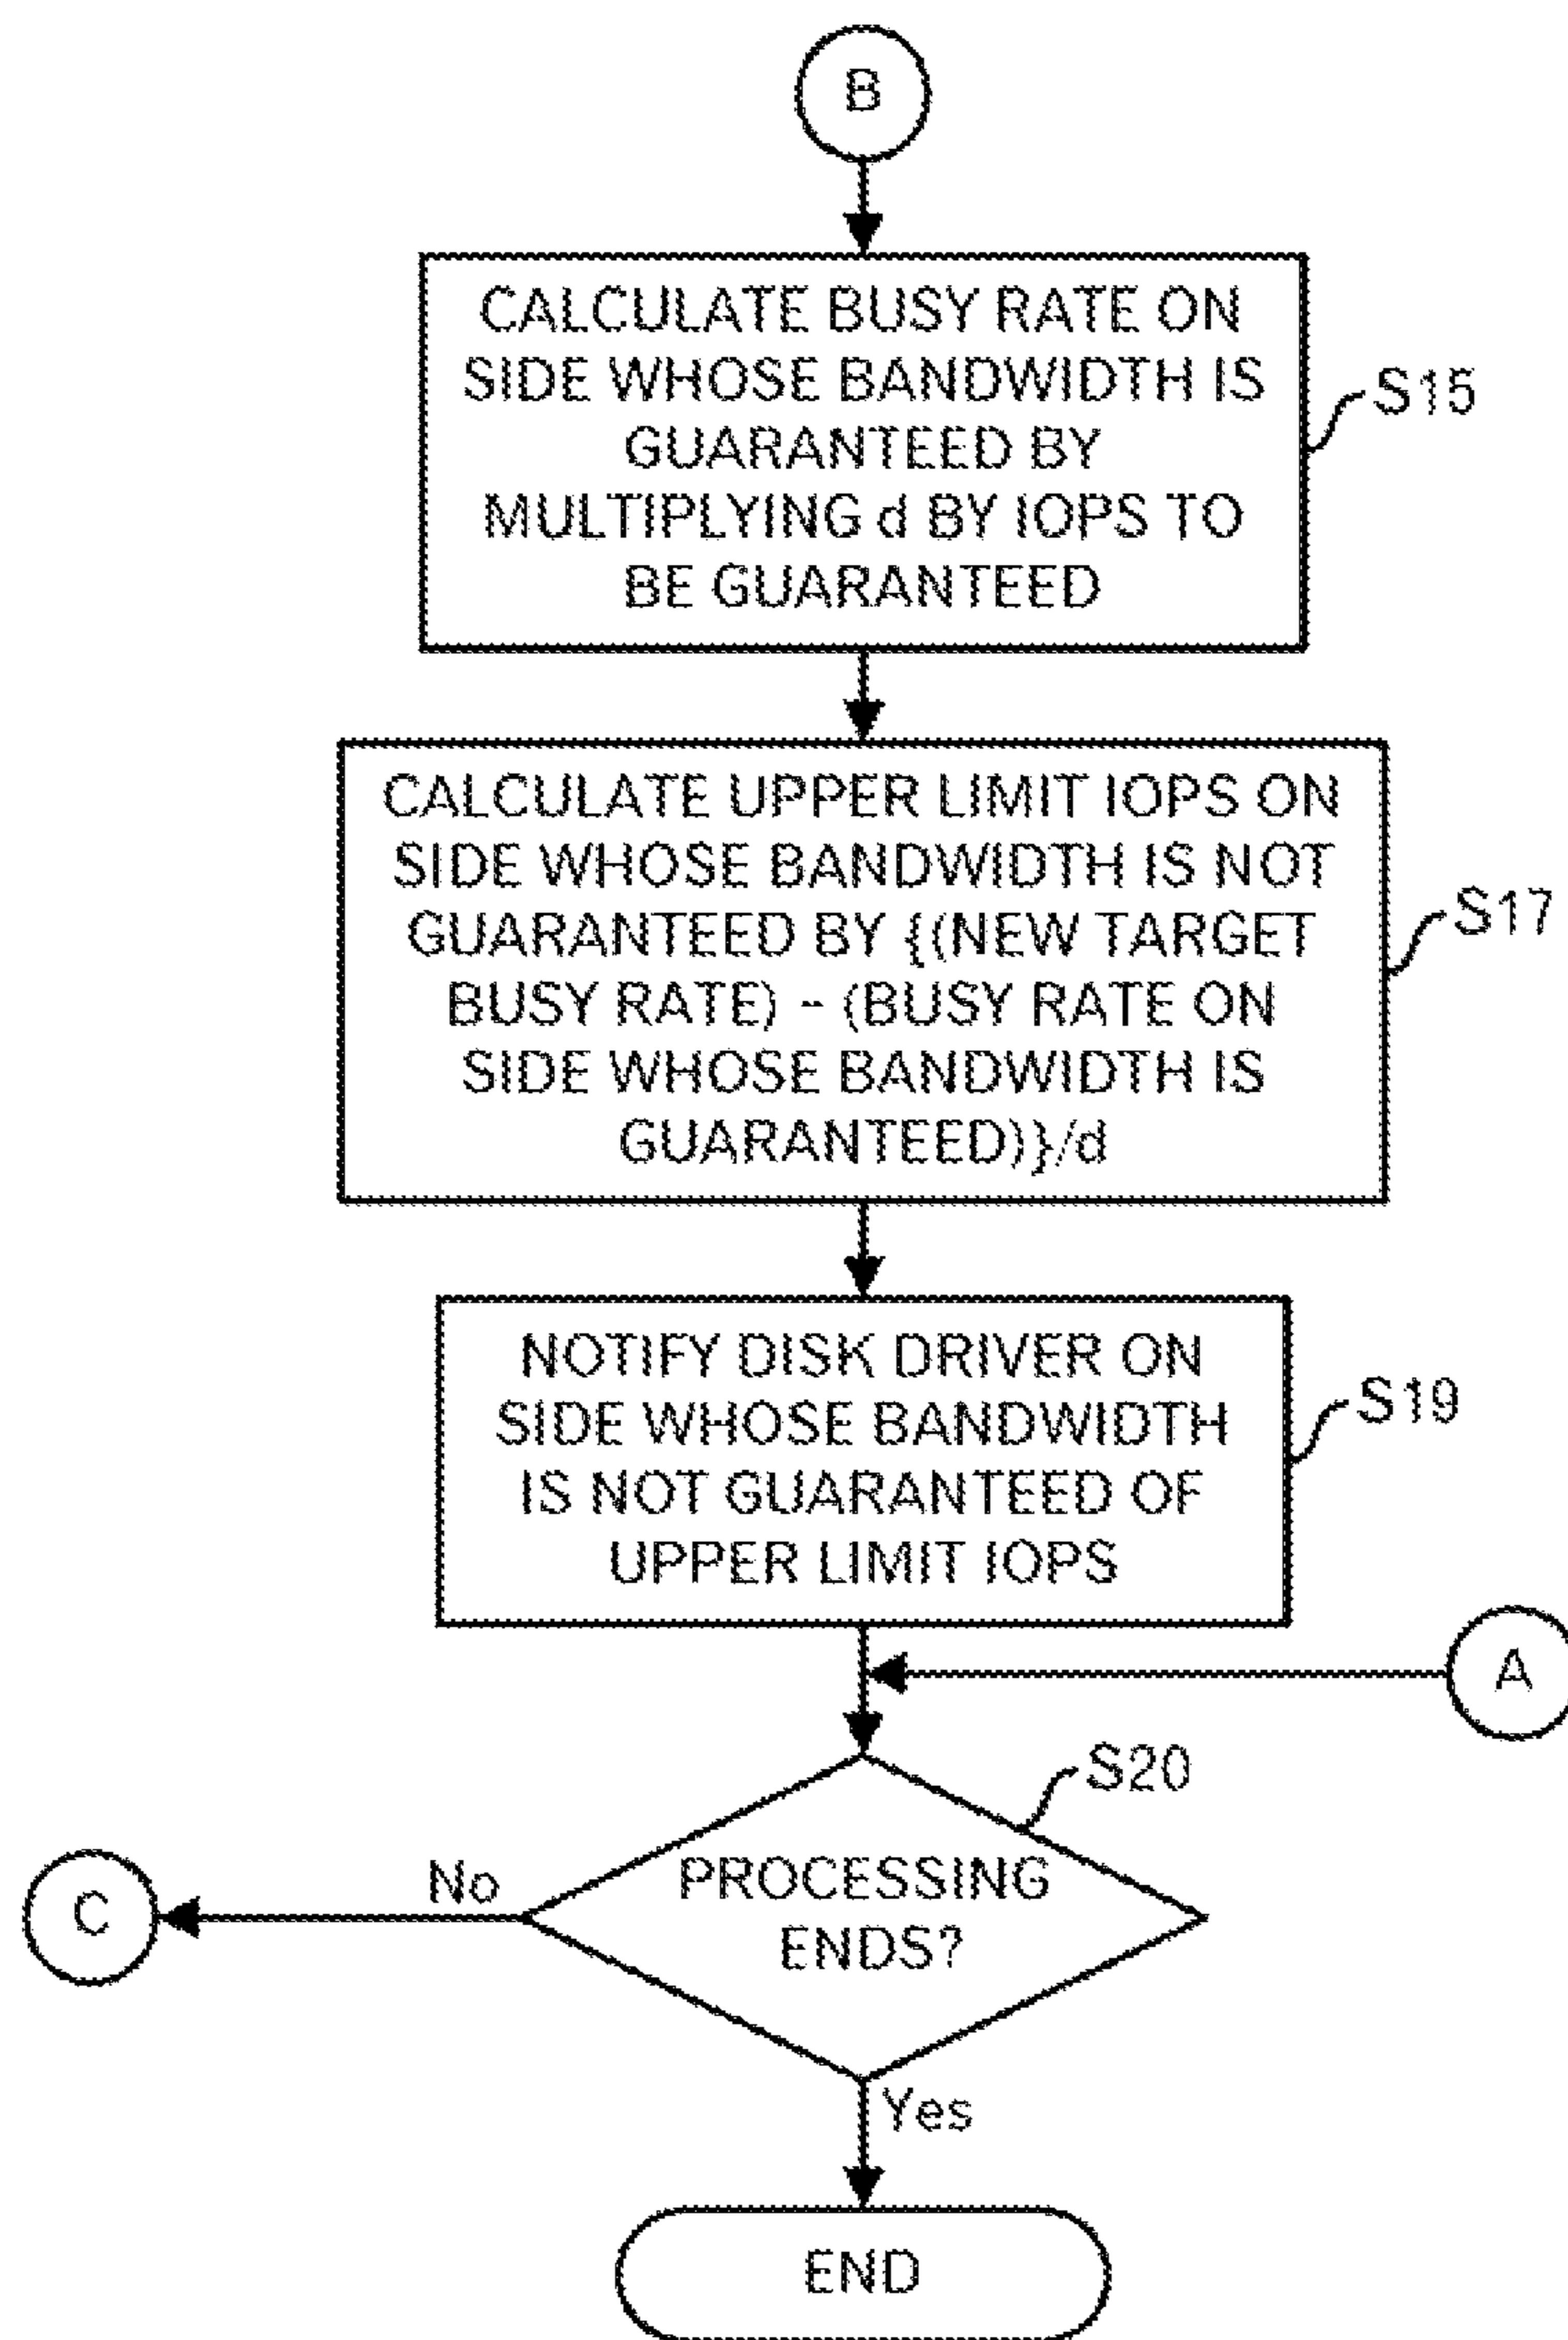 B
CALCULATE BUSY RATE ON
SIDE WHOSE BANDWIDTH IS
GUARANTEED BY
MULTIPLYING d BY IOPS TO
BE GUARANTEED
S15
CALCULATE UPPER LIMIT IOPS ON
SIDE WHOSE BANDWIDTH IS NOT
GUARANTEED BY {(NEW TARGET
BUSY RATE) - (BUSY RATE ON
SIDE WHOSE BANDWIDTH IS
GUARANTEED)}/d
S17
NOTIFY DISK DRIVER ON
SIDE WHOSE BANDWIDTH
IS NOT GUARANTEED OF
UPPER LIMIT IOPS
S19
A
S20
PROCESSING
ENDS?
No
C
Yes
END